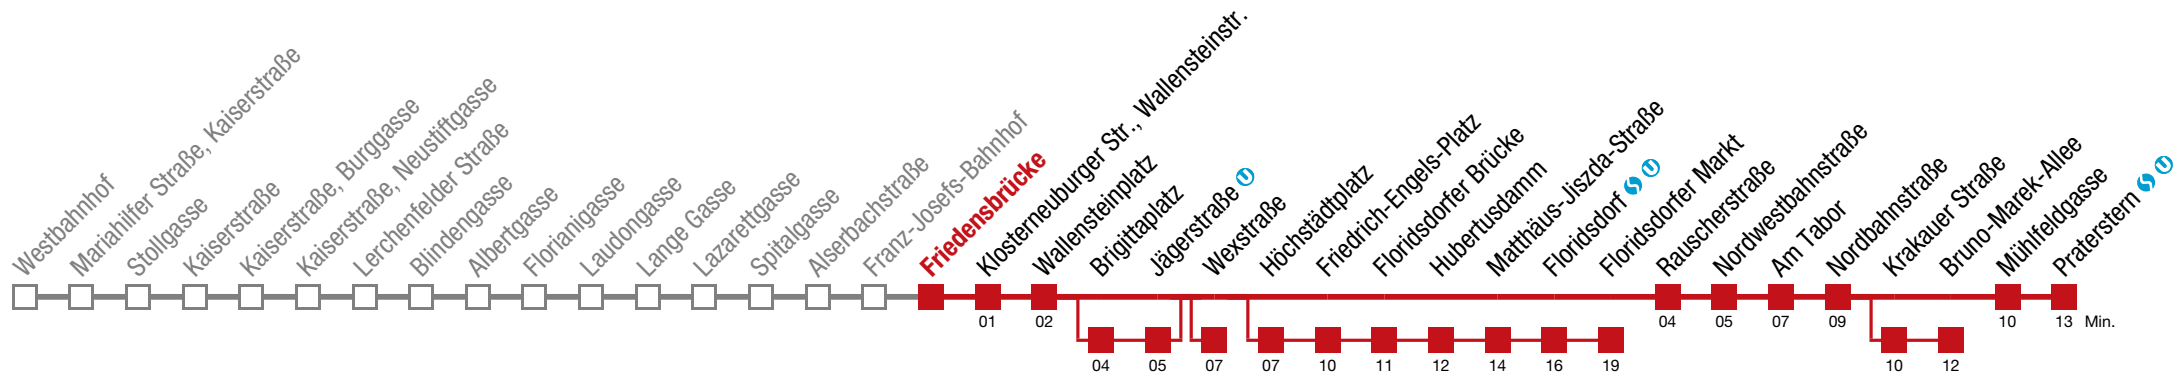 Westbahnhof
Mariahilfer Straße, Kaiserstraße
Stollgasse
Kaiserstraße
Kaiserstraße, Burggasse
Kaiserstraße, Neustiftgasse
Lerchenfelder Straße
Blindengasse
Albertgasse
Florianigasse
Laudongasse
Lange Gasse
Lazarettgasse
Spitalgasse
Alserbachstraße
Franz-Josefs-Bahnhof
Friedensbrücke
Klosterneuburger Str., Wallensteinstr.
Wallensteinplatz
Brigittaplatz
Jägerstraße U
Wexstraße
Höchstädtplatz
Friedrich-Engels-Platz
Floridsdorfer Brücke
Hubertusdamm
Matthäus-Jiszda-Straße
Floridsdorf S U
Floridsdorfer Markt
Rauscherstraße
Nordwestbahnstraße
Am Tabor
Nordbahnstraße
Krakauer Straße
Bruno-Marek-Allee
Mühlfeldgasse
Praterstern S U
01 02 04 05 07 09 10 13 Min.
04 05 07 07 10 11 12 14 16 19 10 12